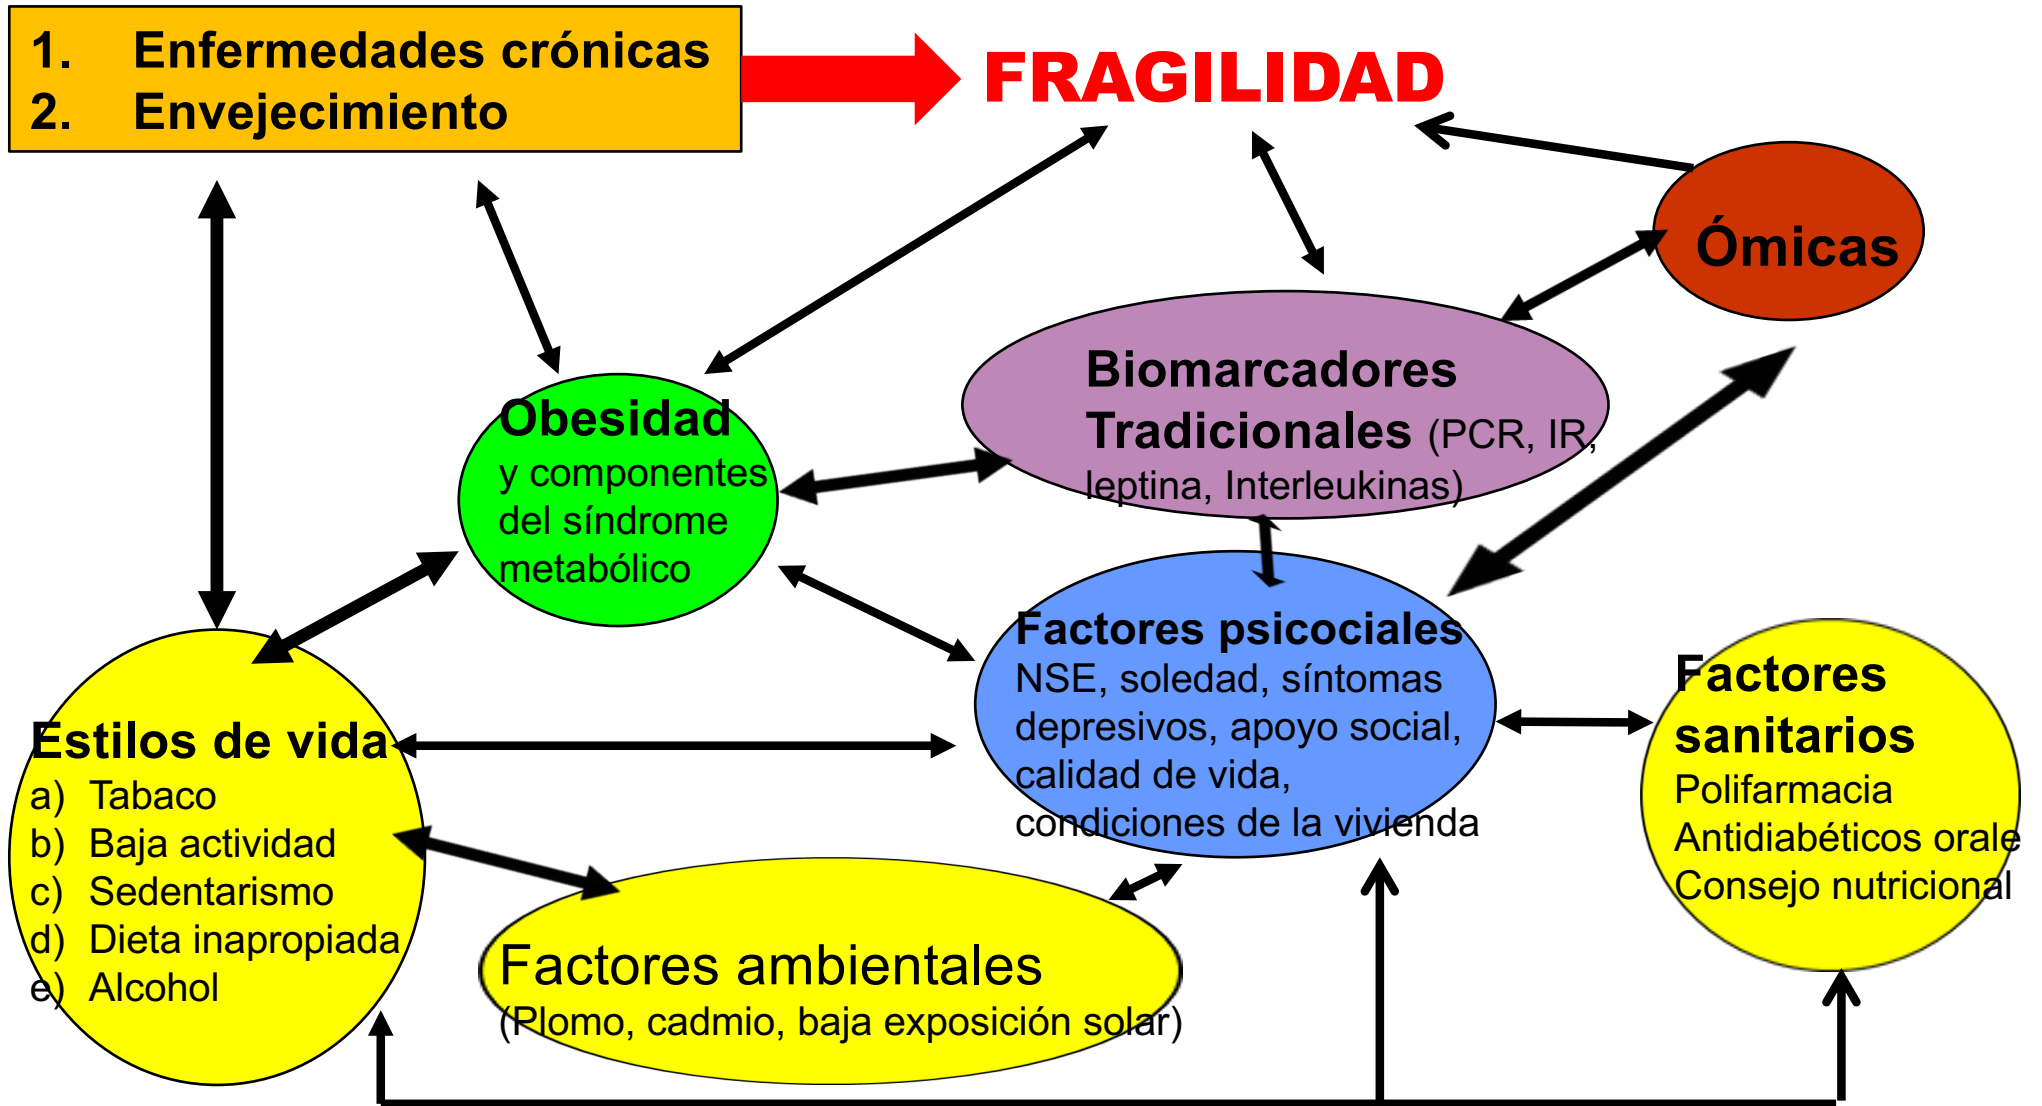 1. Enfermedades crónicas
2. Envejecimiento
FRAGILIDAD
Ómicas
Biomarcadores
Tradicionales (PCR, IR,
leptina, Interleukinas)
Obesidad
y componentes
del síndrome
metabólico
Factores psicociales
NSE, soledad, síntomas
depresivos, apoyo social,
calidad de vida,
condiciones de la vivienda
Factores
sanitarios
Polifarmacia
Antidiabéticos orale
Consejo nutricional
Estilos de vida
a) Tabaco
b) Baja actividad
c) Sedentarismo
d) Dieta inapropiada
e) Alcohol
Factores ambientales
(Plomo, cadmio, baja exposición solar)